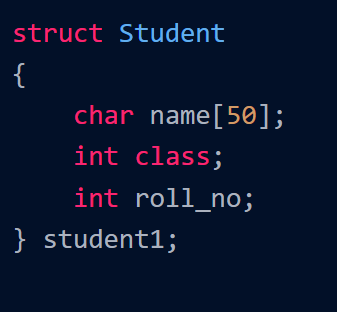 struct Student
{
    char name[50];
    int class;
    int roll_no;
} student1;